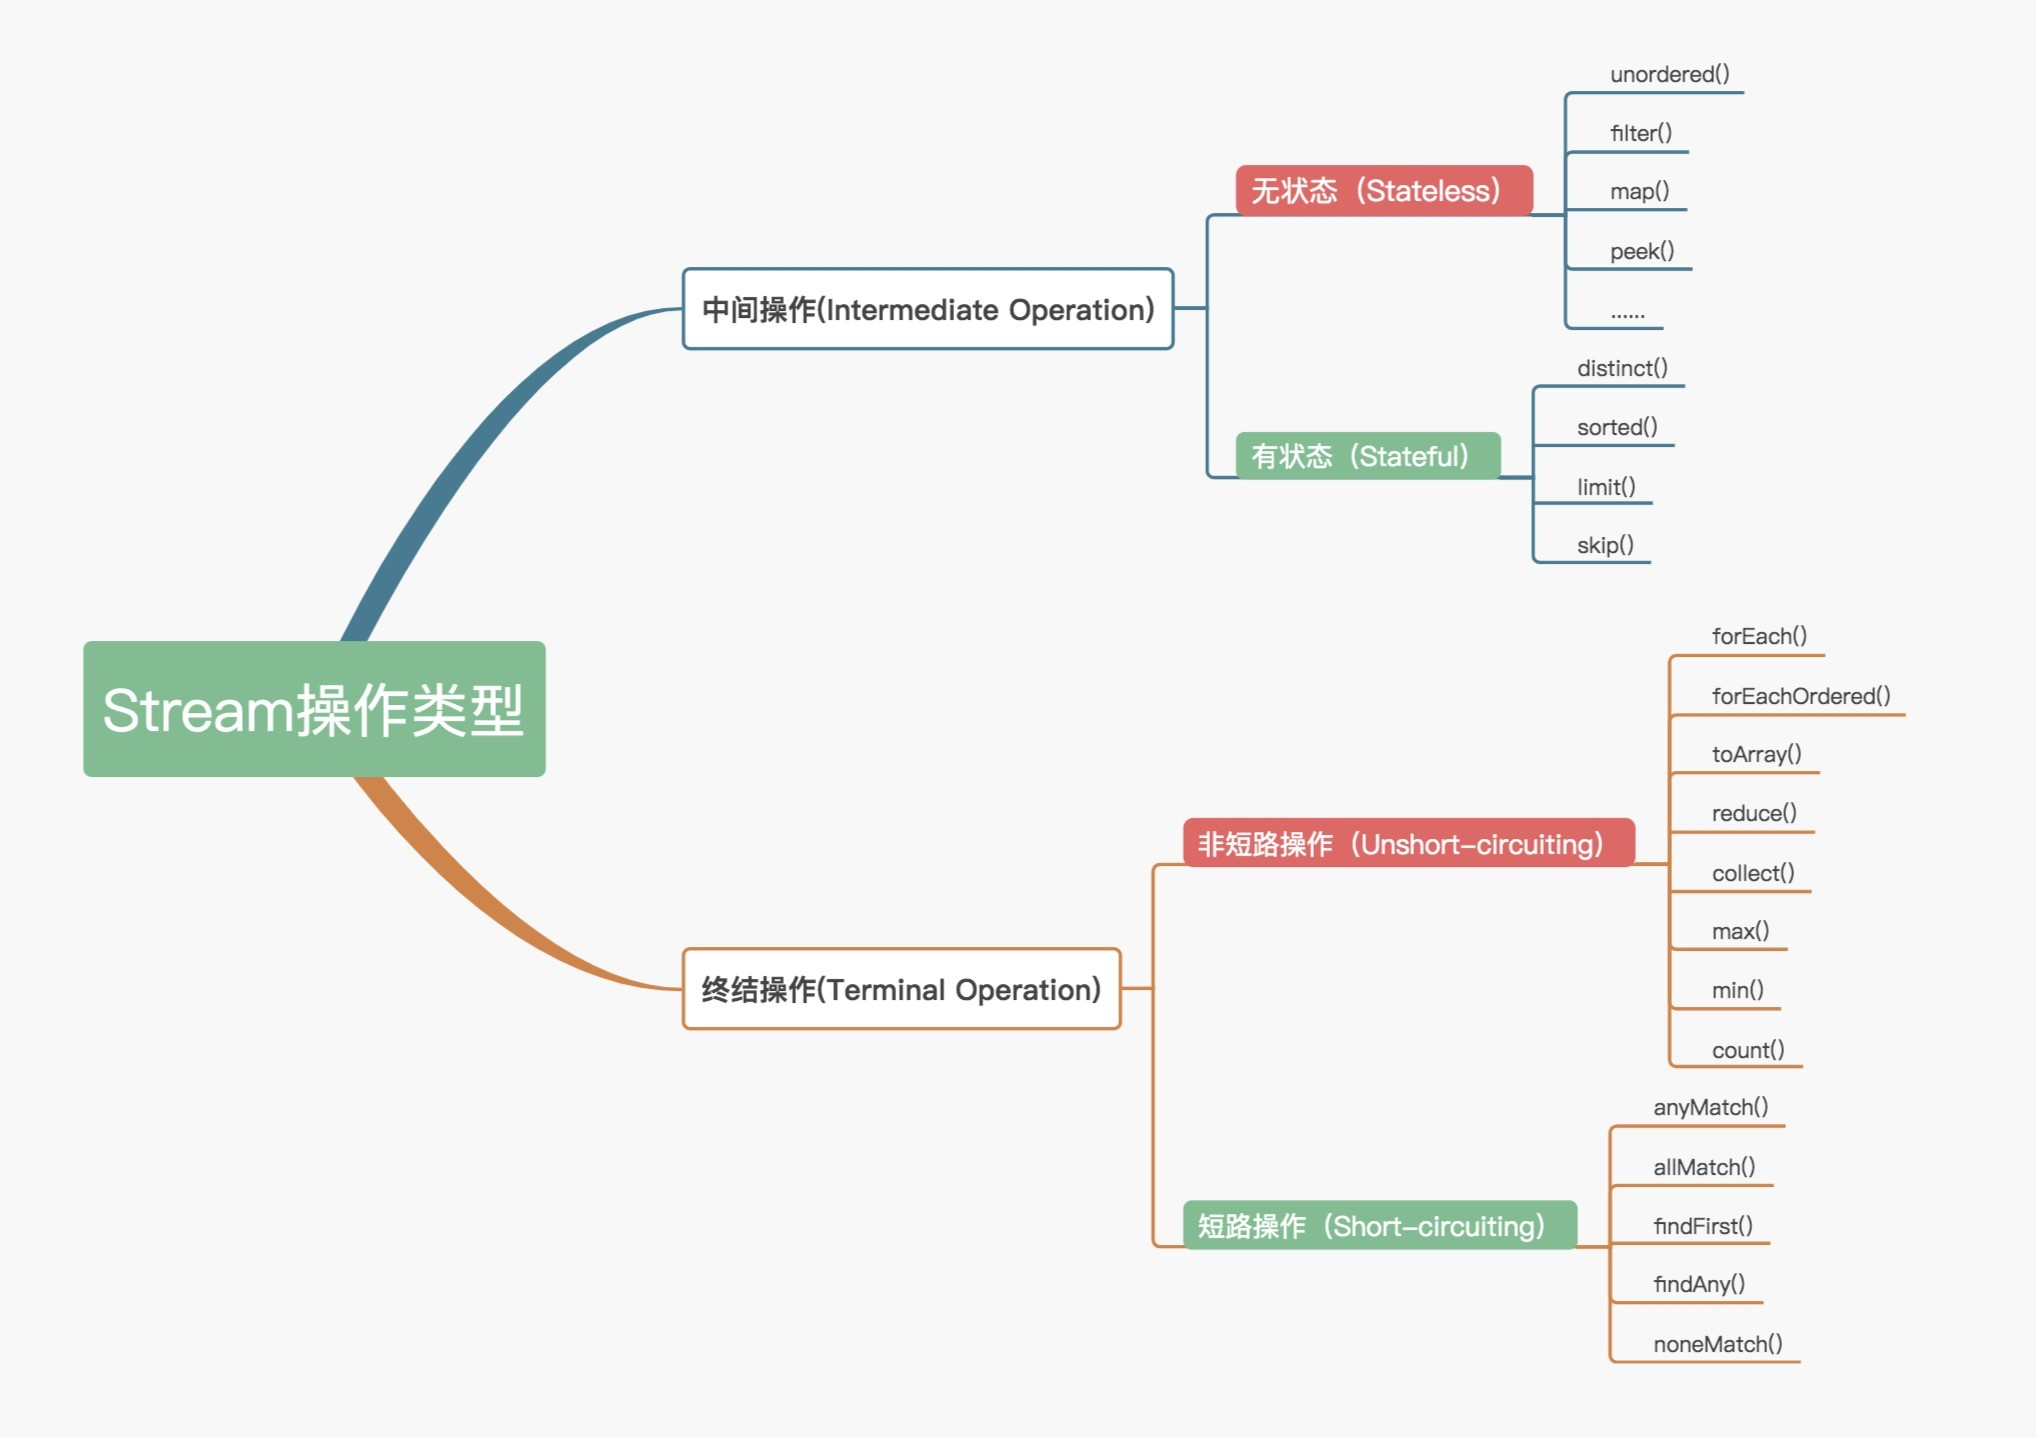 Stream操作类型
中间操作(Intermediate Operation)
无状态（Stateless）
unordered()
filter()
map()
peek()
......
有状态（Stateful）
distinct()
sorted()
limit()
skip()
终结操作(Terminal Operation)
非短路操作（Unshort-circuiting）
forEach()
forEachOrdered()
toArray()
reduce()
collect()
max()
min()
count()
短路操作（Short-circuiting）
anyMatch()
allMatch()
findFirst()
findAny()
noneMatch()